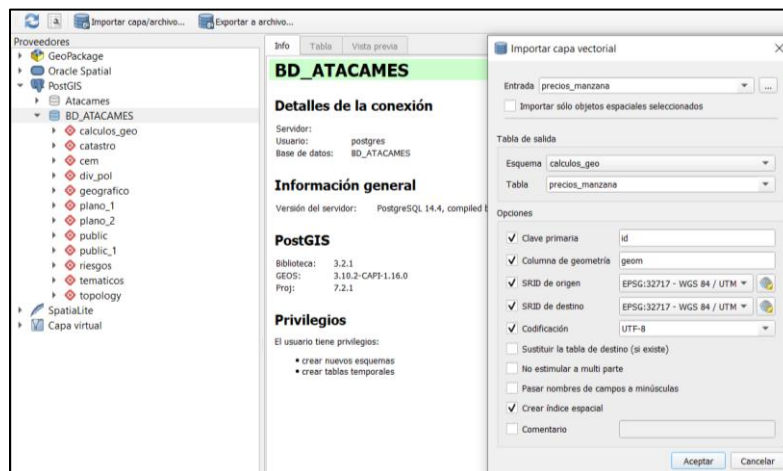 Importar capa/archivo...
Exportar a archivo...
Proveedores
GeoPackage
Oracle Spatial
PostGIS
Atacames
BD_ATACAMES
calculos_geo
catastro
cem
div_pol
geografico
plano_1
plano_2
public
public_1
riesgos
tematicos
topology
SpatiaLite
Capa virtual
Info Tabla Vista previa
BD_ATACAMES
Detalles de la conexión
Servidor:
Usuario: postgres
Base de datos: BD_ATACAMES
Información general
Versión del servidor: PostgreSQL 14.4, compiled b
PostGIS
Biblioteca: 3.2.1
GEOS: 3.10.2-CAPI-1.16.0
Proj: 7.2.1
Privilegios
El usuario tiene privilegios:
• crear nuevos esquemas
• crear tablas temporales
Importar capa vectorial
Entrada precios_manzana ...
Importar sólo objetos espaciales seleccionados
Tabla de salida
Esquema calculos_geo
Tabla precios_manzana
Opciones
Clave primaria id
Columna de geometría geom
SRID de origen EPSG:32717 - WGS 84 / UTM
SRID de destino EPSG:32717 - WGS 84 / UTM
Codificación UTF-8
Sustituir la tabla de destino (si existe)
No estimular a multi parte
Pasar nombres de campos a minúsculas
Crear índice espacial
Comentario
Aceptar Cancelar